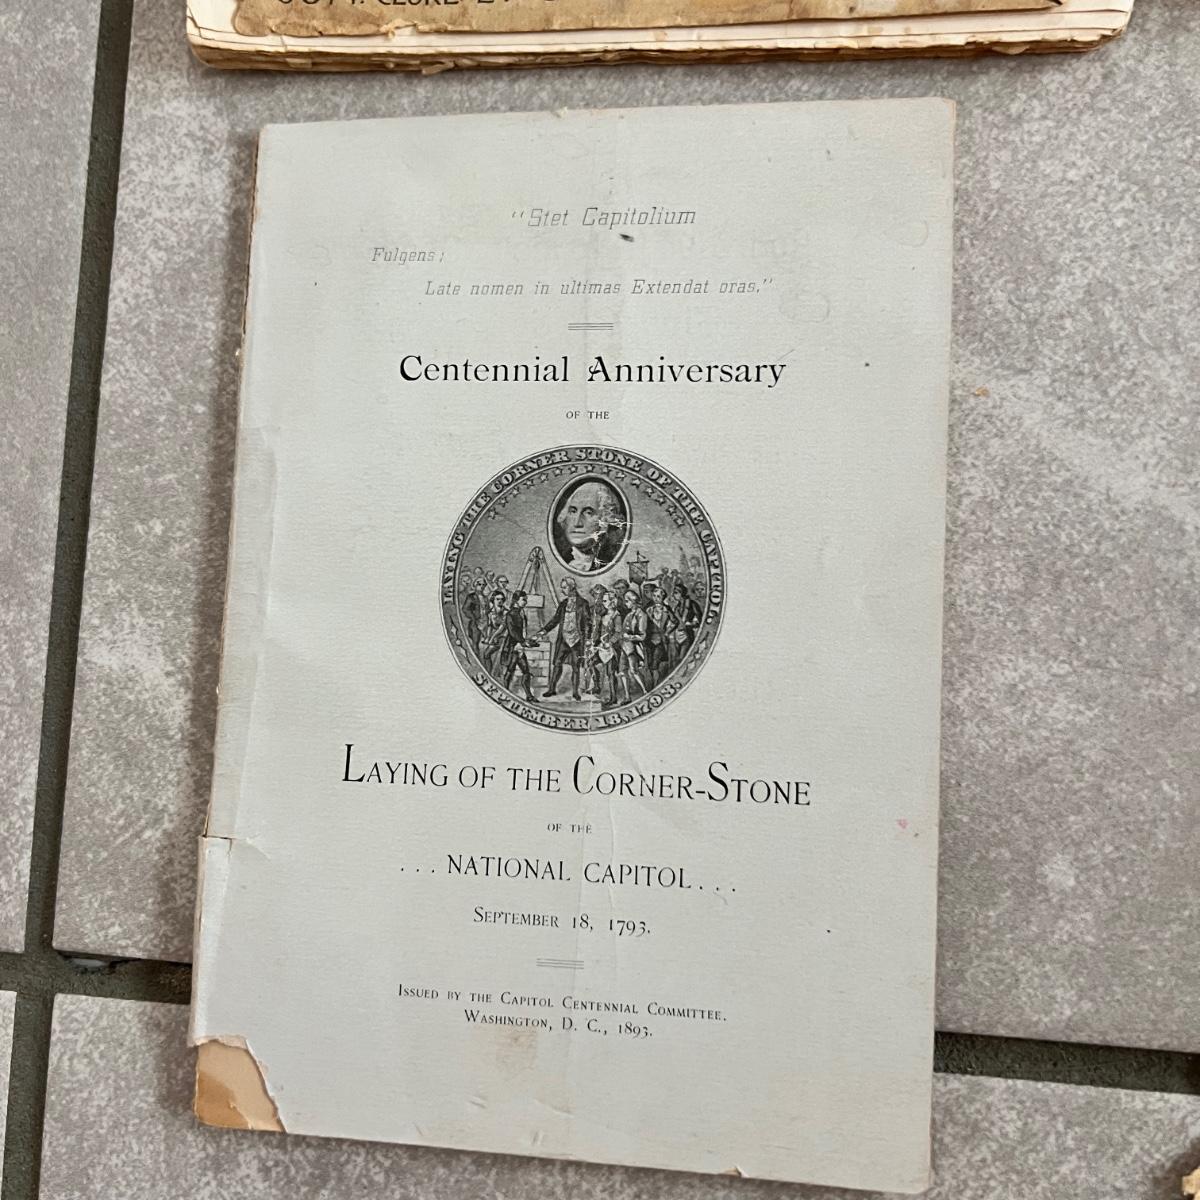 "Stet Capitolium
Fulgens;
Late nomen in ultimas Extendat oras."
Centennial Anniversary
OF THE
LAYING THE CORNER STONE OF THE CAPITOL.
SEPTEMBER 18, 1793.
LAYING OF THE CORNER-STONE
OF THE
. . . NATIONAL CAPITOL . . .
SEPTEMBER 18, 1793.
ISSUED BY THE CAPITOL CENTENNIAL COMMITTEE.
WASHINGTON, D. C., 1893.